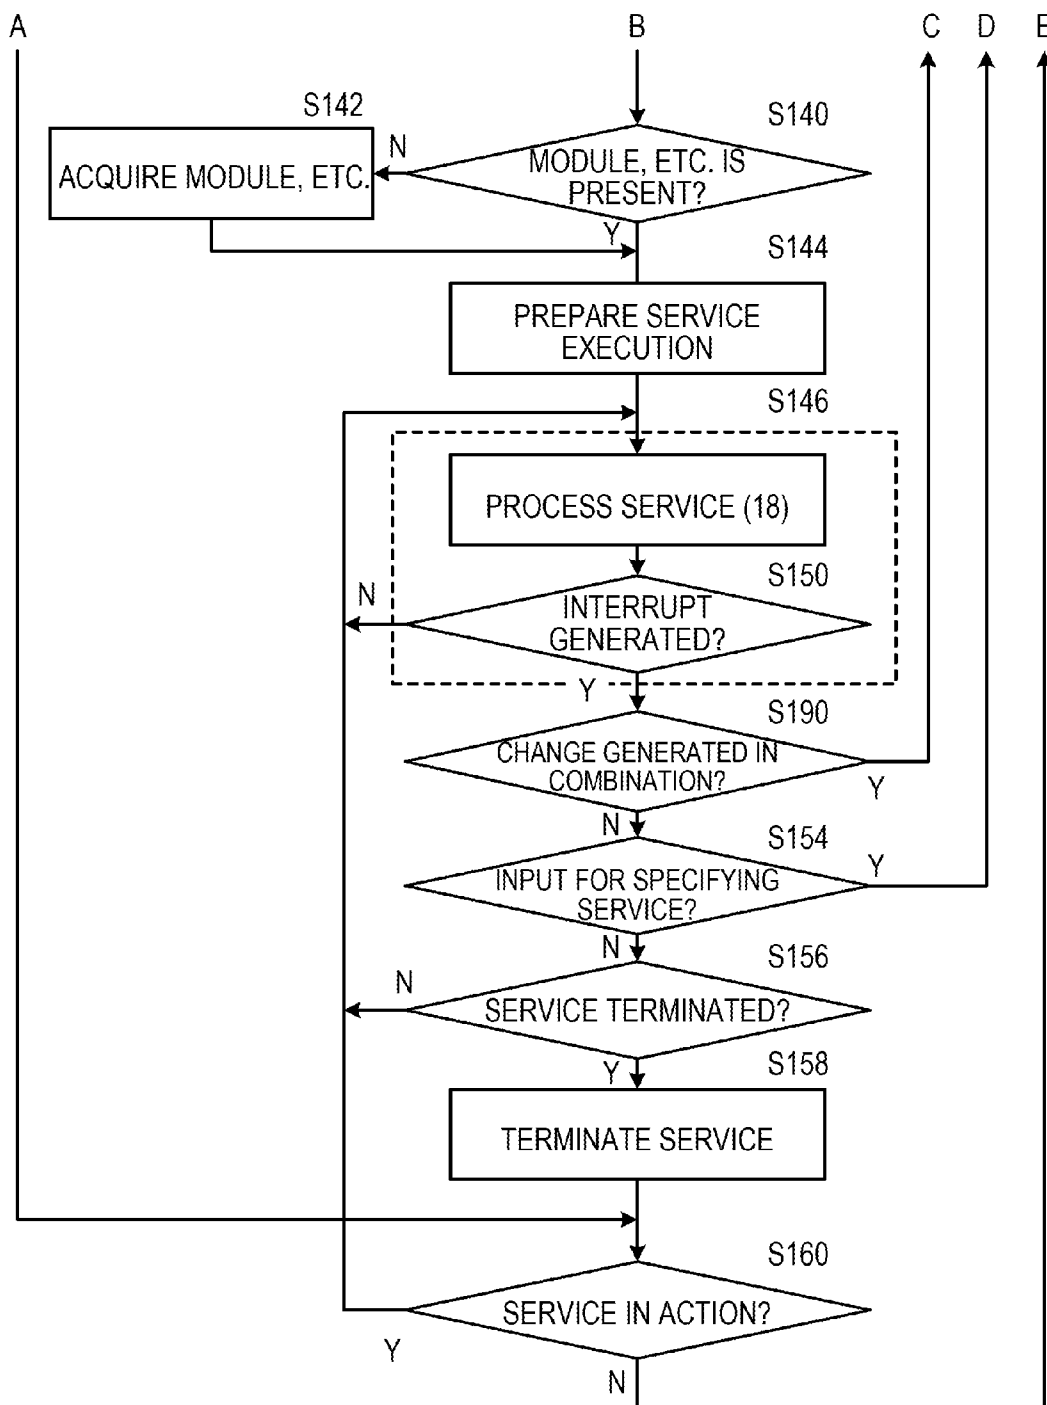 A
B
C
D
E
S142
S140
N
ACQUIRE MODULE, ETC.
MODULE, ETC. IS
PRESENT?
Y
S144
PREPARE SERVICE
EXECUTION
S146
PROCESS SERVICE (18)
S150
N
INTERRUPT
GENERATED?
Y
S190
CHANGE GENERATED IN
COMBINATION?
Y
N
S154
Y
INPUT FOR SPECIFYING
SERVICE?
N
S156
N
SERVICE TERMINATED?
Y
S158
TERMINATE SERVICE
S160
SERVICE IN ACTION?
Y
N